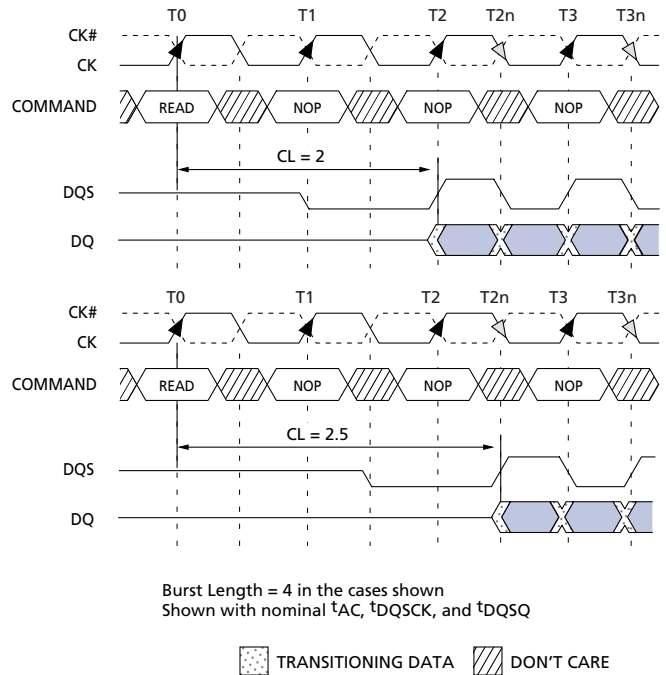 T0 T1 T2 T2n T3 T3n
CK#
CK
COMMAND READ NOP NOP NOP
CL = 2
DQS
DQ
T0 T1 T2 T2n T3 T3n
CK#
CK
COMMAND READ NOP NOP NOP
CL = 2.5
DQS
DQ
Burst Length = 4 in the cases shown
Shown with nominal tAC, tDQSCK, and tDQSQ
TRANSITIONING DATA DON'T CARE